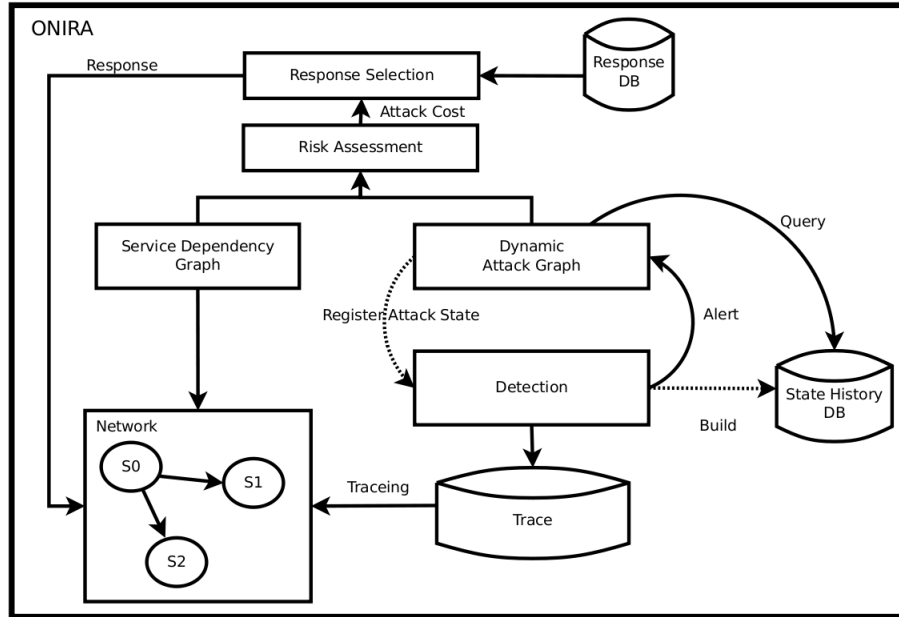 ONIRA
Response
Response Selection
Response
DB
Attack Cost
Risk Assessment
Service Dependency
Graph
Dynamic
Attack Graph
Query
Register Attack State
Alert
Detection
Build
State History
DB
Network
S0
S1
S2
Traceing
Trace